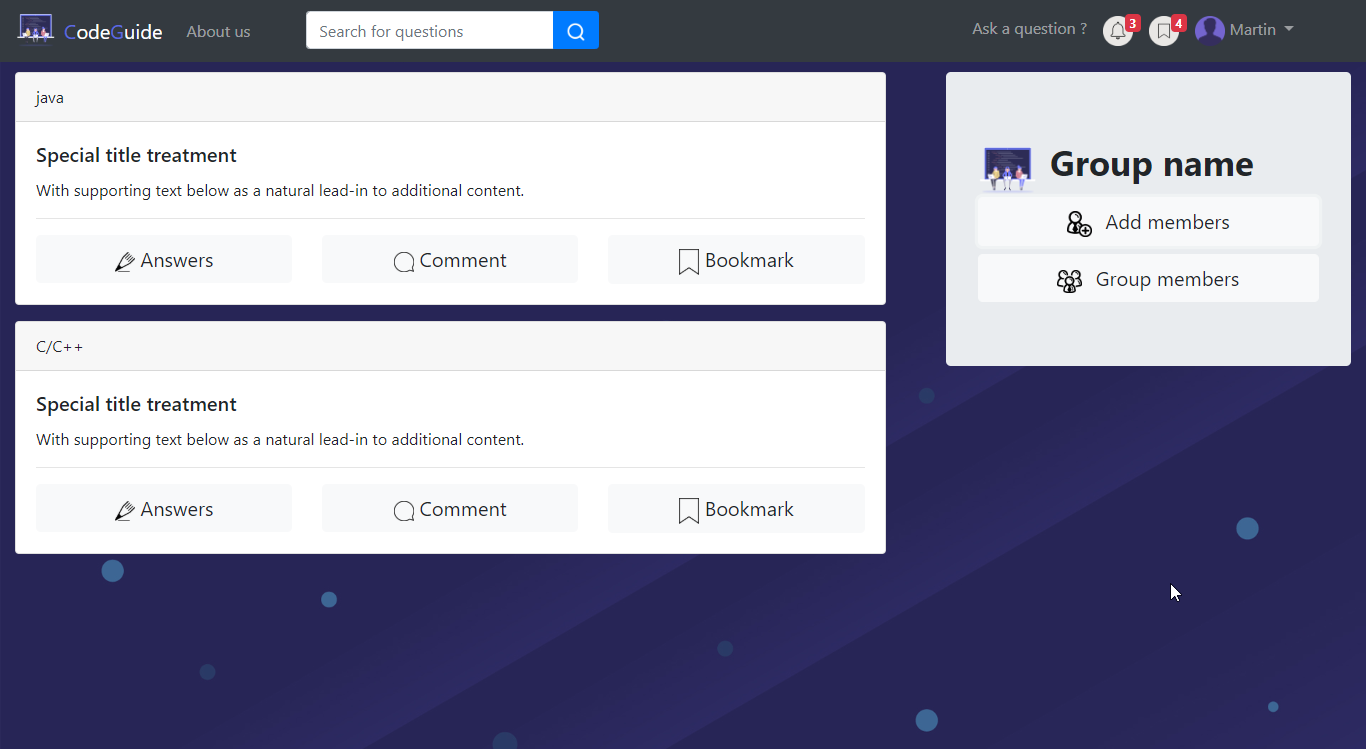 CodeGuide About us Search for questions Ask a question ? 3 4 Martin
java
Special title treatment
With supporting text below as a natural lead-in to additional content.
Answers Comment Bookmark
C/C++
Special title treatment
With supporting text below as a natural lead-in to additional content.
Answers Comment Bookmark
Group name
Add members
Group members